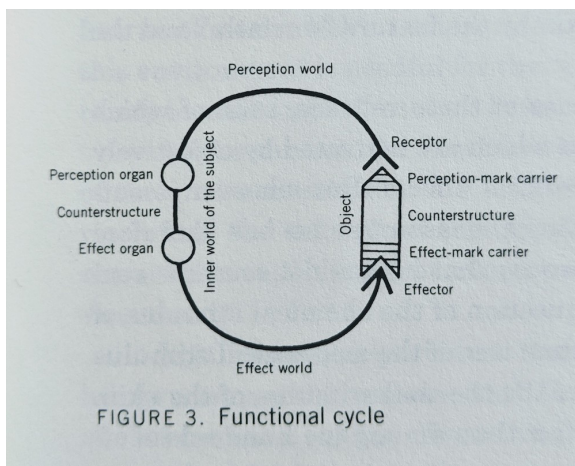 Perception world
Receptor
Perception organ
Perception-mark carrier
Counterstructure
Inner world of the subject
Object
Counterstructure
Effect organ
Effect-mark carrier
Effector
Effect world
FIGURE 3. Functional cycle